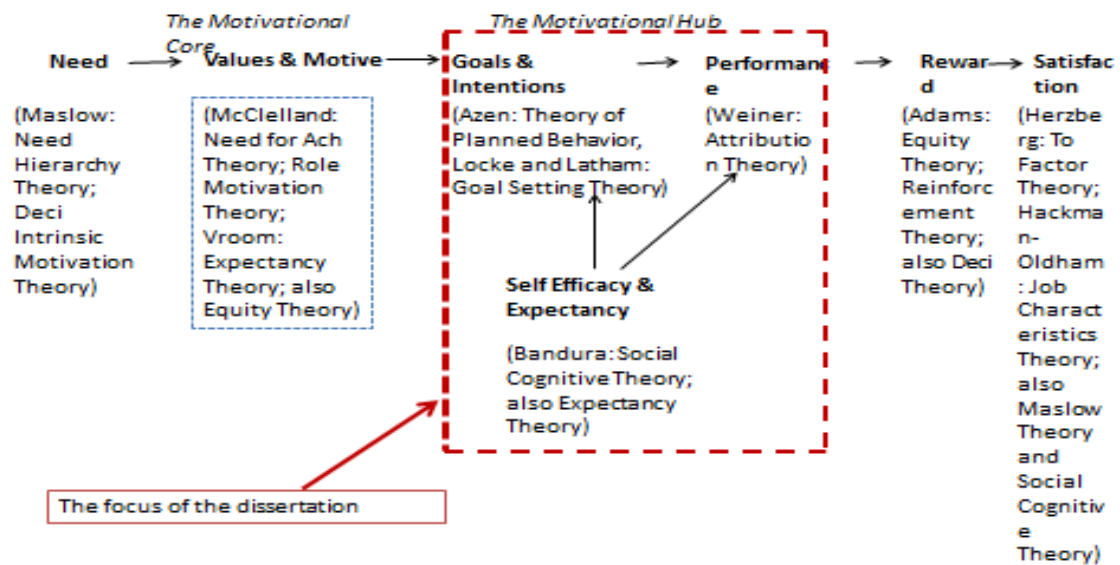 The Motivational
Core
The Motivational Hub
Need
Values & Motive
Goals &
Intentions
Performanc
e
Rewar
d
Satisfac
tion
(Maslow:
Need
Hierarchy
Theory;
Deci
Intrinsic
Motivation
Theory)
(McClelland:
Need for Ach
Theory; Role
Motivation
Theory;
Vroom:
Expectancy
Theory; also
Equity Theory)
(Azen: Theory of
Planned Behavior,
Locke and Latham:
Goal Setting Theory)
(Weiner:
Attributio
n Theory)
(Adams:
Equity
Theory;
Reinforc
ement
Theory;
also Deci
Theory)
(Herzbe
rg: To
Factor
Theory;
Hackma
n-
Oldham
: Job
Charact
eristics
Theory;
also
Maslow
Theory
and
Social
Cognitiv
e
Theory)
Self Efficacy &
Expectancy
(Bandura: Social
Cognitive Theory;
also Expectancy
Theory)
The focus of the dissertation